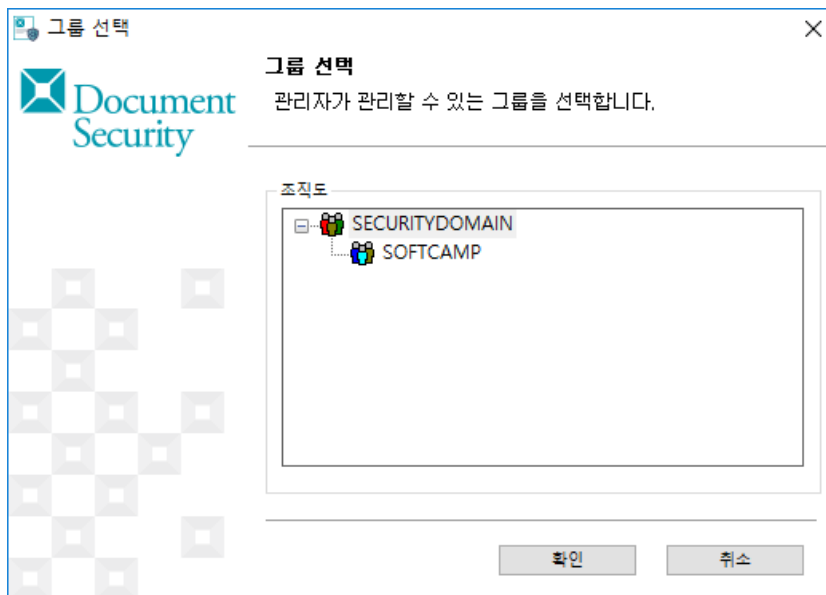 그룹 선택
Document
Security
그룹 선택
관리자가 관리할 수 있는 그룹을 선택합니다.
조직도
SECURITYDOMAIN
SOFTCAMP
확인
취소